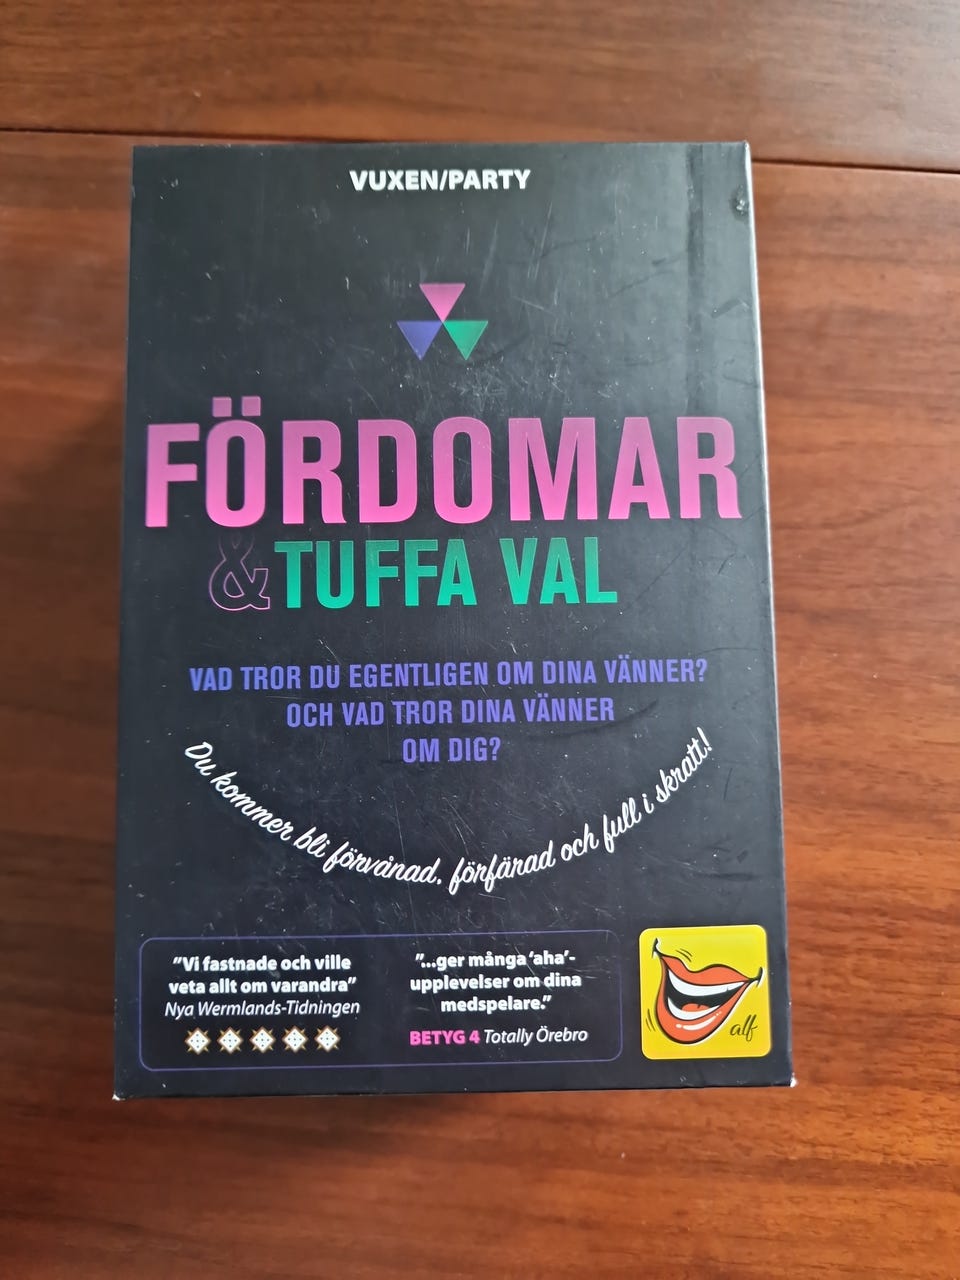 VUXEN/PARTY
FÖRDOMAR
& TUFFA VAL
VAD TROR DU EGENTLIGEN OM DINA VÄNNER?
OCH VAD TROR DINA VÄNNER
OM DIG?
Du kommer bli förvånad, förfärad och full i skratt!
"Vi fastnade och ville
veta allt om varandra"
Nya Wermlands-Tidningen
"...ger många 'aha'-
upplevelser om dina
medspelare."
BETYG 4 Totally Örebro
alf